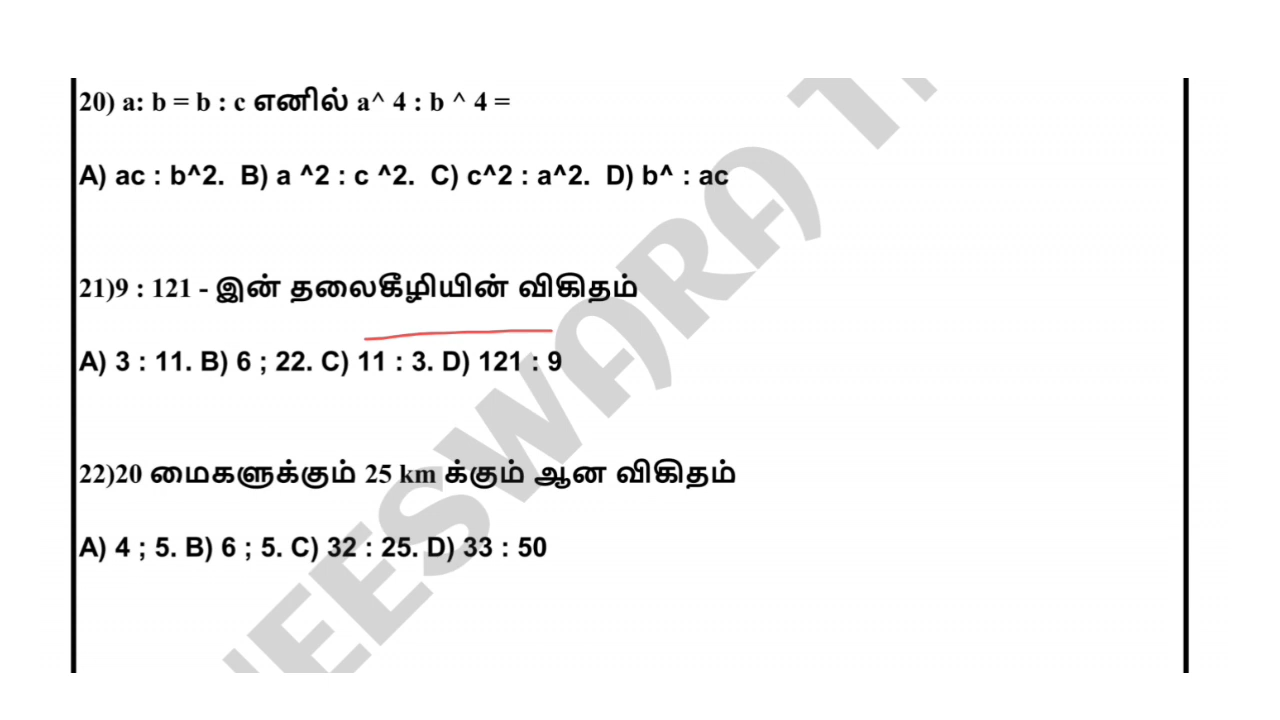 20) a: b = b : c எனில் a^ 4 : b ^ 4 =
A) ac : b^2. B) a ^2 : c ^2. C) c^2 : a^2. D) b^ : ac
21)9 : 121 - இன் தலைகீழியின் விகிதம்
A) 3 : 11. B) 6 ; 22. C) 11 : 3. D) 121 : 9
22)20 மைகளுக்கும் 25 km க்கும் ஆன விகிதம்
A) 4 ; 5. B) 6 ; 5. C) 32 : 25. D) 33 : 50
EESWARA